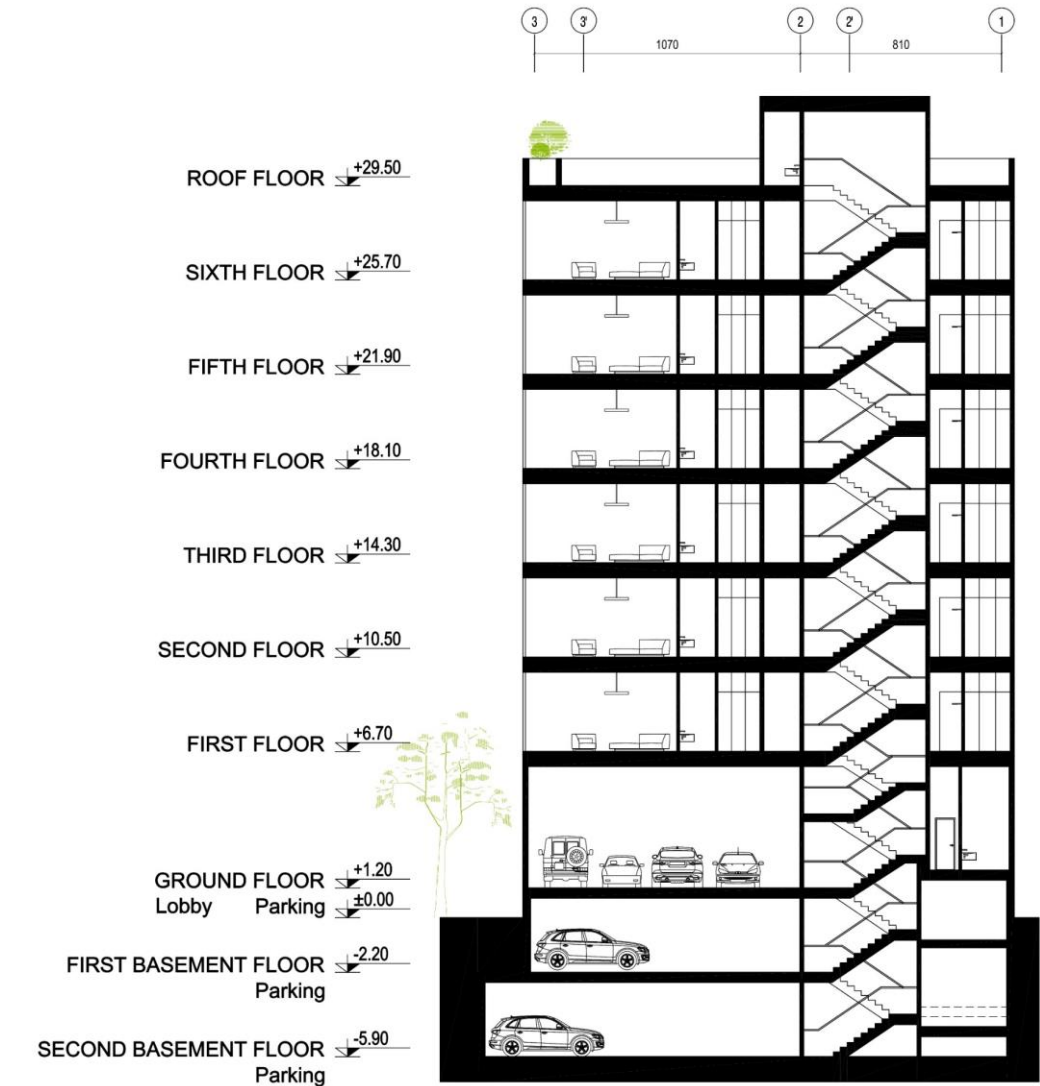 3 3' 2 2' 1
1070 810
ROOF FLOOR +29.50
SIXTH FLOOR +25.70
FIFTH FLOOR +21.90
FOURTH FLOOR +18.10
THIRD FLOOR +14.30
SECOND FLOOR +10.50
FIRST FLOOR +6.70
GROUND FLOOR +1.20
Lobby Parking ±0.00
FIRST BASEMENT FLOOR -2.20
Parking
SECOND BASEMENT FLOOR -5.90
Parking